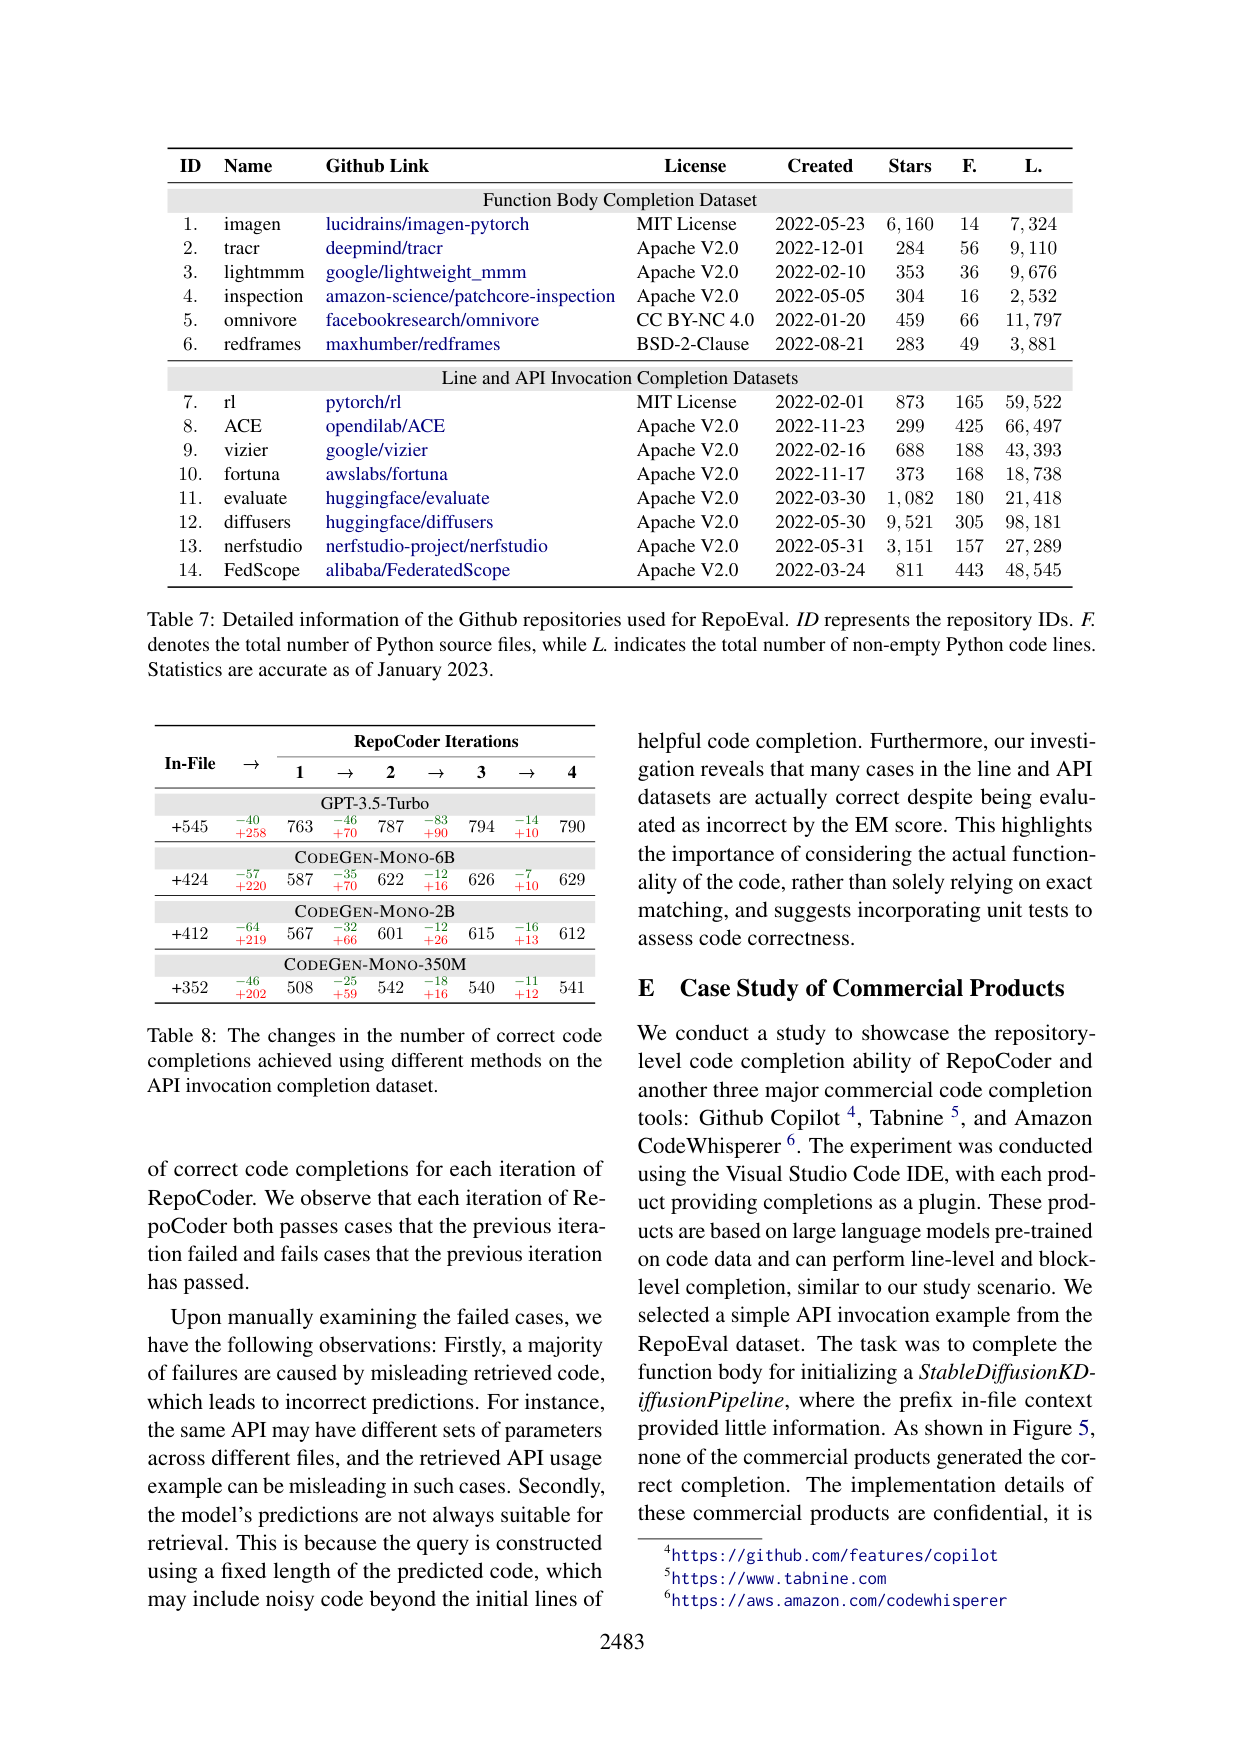 ID Name Github Link License Created Stars F. L.
Function Body Completion Dataset
1. imagen lucidrains/imagen-pytorch MIT License 2022-05-23 6,160 14 7,324
2. tracr deepmind/tracr Apache V2.0 2022-12-01 284 56 9,110
3. lightmmm google/lightweight_mmm Apache V2.0 2022-02-10 353 36 9,676
4. inspection amazon-science/patchcore-inspection Apache V2.0 2022-05-05 304 16 2,532
5. omnivore facebookresearch/omnivore CC BY-NC 4.0 2022-01-20 459 66 11,797
6. redframes maxhumber/redframes BSD-2-Clause 2022-08-21 283 49 3,881
Line and API Invocation Completion Datasets
7. rl pytorch/rl MIT License 2022-02-01 873 165 59,522
8. ACE opendilab/ACE Apache V2.0 2022-11-23 299 425 66,497
9. vizier google/vizier Apache V2.0 2022-02-16 688 188 43,393
10. fortuna awslabs/fortuna Apache V2.0 2022-11-17 373 168 18,738
11. evaluate huggingface/evaluate Apache V2.0 2022-03-30 1,082 180 21,418
12. diffusers huggingface/diffusers Apache V2.0 2022-05-30 9,521 305 98,181
13. nerfstudio nerfstudio-project/nerfstudio Apache V2.0 2022-05-31 3,151 157 27,289
14. FedScope alibaba/FederatedScope Apache V2.0 2022-03-24 811 443 48,545
Table 7: Detailed information of the Github repositories used for RepoEval. ID represents the repository IDs. F.
denotes the total number of Python source files, while L. indicates the total number of non-empty Python code lines.
Statistics are accurate as of January 2023.
RepoCoder Iterations
In-File → 1 → 2 → 3 → 4
GPT-3.5-Turbo
+545 −40 +258 763 −46 +70 787 −83 +90 794 −14 +10 790
CODEGEN-MONO-6B
+424 −57 +220 587 −35 +70 622 −12 +16 626 −7 +10 629
CODEGEN-MONO-2B
+412 −64 +219 567 −32 +66 601 −12 +26 615 −16 +13 612
CODEGEN-MONO-350M
+352 −46 +202 508 −25 +59 542 −18 +16 540 −11 +12 541
Table 8: The changes in the number of correct code
completions achieved using different methods on the
API invocation completion dataset.
of correct code completions for each iteration of
RepoCoder. We observe that each iteration of Re-
poCoder both passes cases that the previous itera-
tion failed and fails cases that the previous iteration
has passed.
Upon manually examining the failed cases, we
have the following observations: Firstly, a majority
of failures are caused by misleading retrieved code,
which leads to incorrect predictions. For instance,
the same API may have different sets of parameters
across different files, and the retrieved API usage
example can be misleading in such cases. Secondly,
the model's predictions are not always suitable for
retrieval. This is because the query is constructed
using a fixed length of the predicted code, which
may include noisy code beyond the initial lines of
helpful code completion. Furthermore, our investi-
gation reveals that many cases in the line and API
datasets are actually correct despite being evalu-
ated as incorrect by the EM score. This highlights
the importance of considering the actual function-
ality of the code, rather than solely relying on exact
matching, and suggests incorporating unit tests to
assess code correctness.
E Case Study of Commercial Products
We conduct a study to showcase the repository-
level code completion ability of RepoCoder and
another three major commercial code completion
tools: Github Copilot 4, Tabnine 5, and Amazon
CodeWhisperer 6. The experiment was conducted
using the Visual Studio Code IDE, with each prod-
uct providing completions as a plugin. These prod-
ucts are based on large language models pre-trained
on code data and can perform line-level and block-
level completion, similar to our study scenario. We
selected a simple API invocation example from the
RepoEval dataset. The task was to complete the
function body for initializing a StableDiffusionKD-
iffusionPipeline, where the prefix in-file context
provided little information. As shown in Figure 5,
none of the commercial products generated the cor-
rect completion. The implementation details of
these commercial products are confidential, it is
4https://github.com/features/copilot
5https://www.tabnine.com
6https://aws.amazon.com/codewhisperer
2483